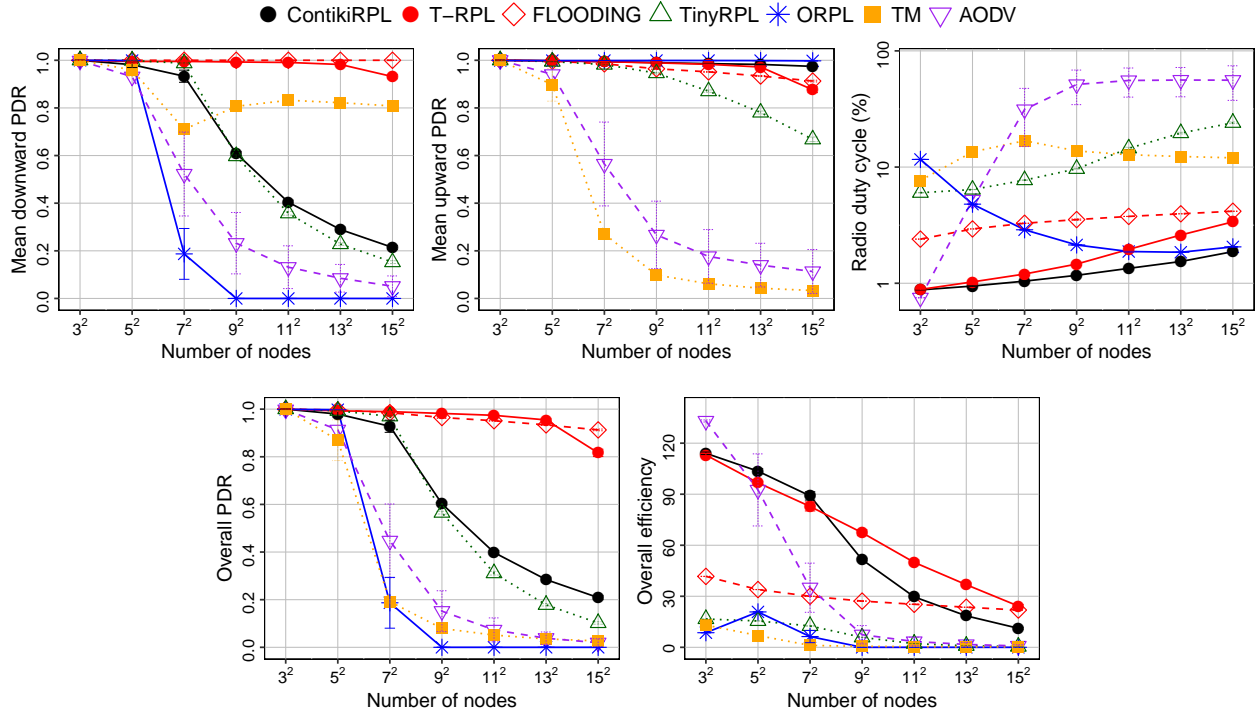 ContikiRPL T−RPL FLOODING TinyRPL ORPL TM AODV
Mean downward PDR
1.0
0.8
0.6
0.4
0.2
0.0
3² 5² 7² 9² 11² 13² 15²
Number of nodes
Mean upward PDR
1.0
0.8
0.6
0.4
0.2
0.0
3² 5² 7² 9² 11² 13² 15²
Number of nodes
Radio duty cycle (%)
100
10
1
3² 5² 7² 9² 11² 13² 15²
Number of nodes
Overall PDR
1.0
0.8
0.6
0.4
0.2
0.0
3² 5² 7² 9² 11² 13² 15²
Number of nodes
Overall efficiency
120
90
60
30
0
3² 5² 7² 9² 11² 13² 15²
Number of nodes